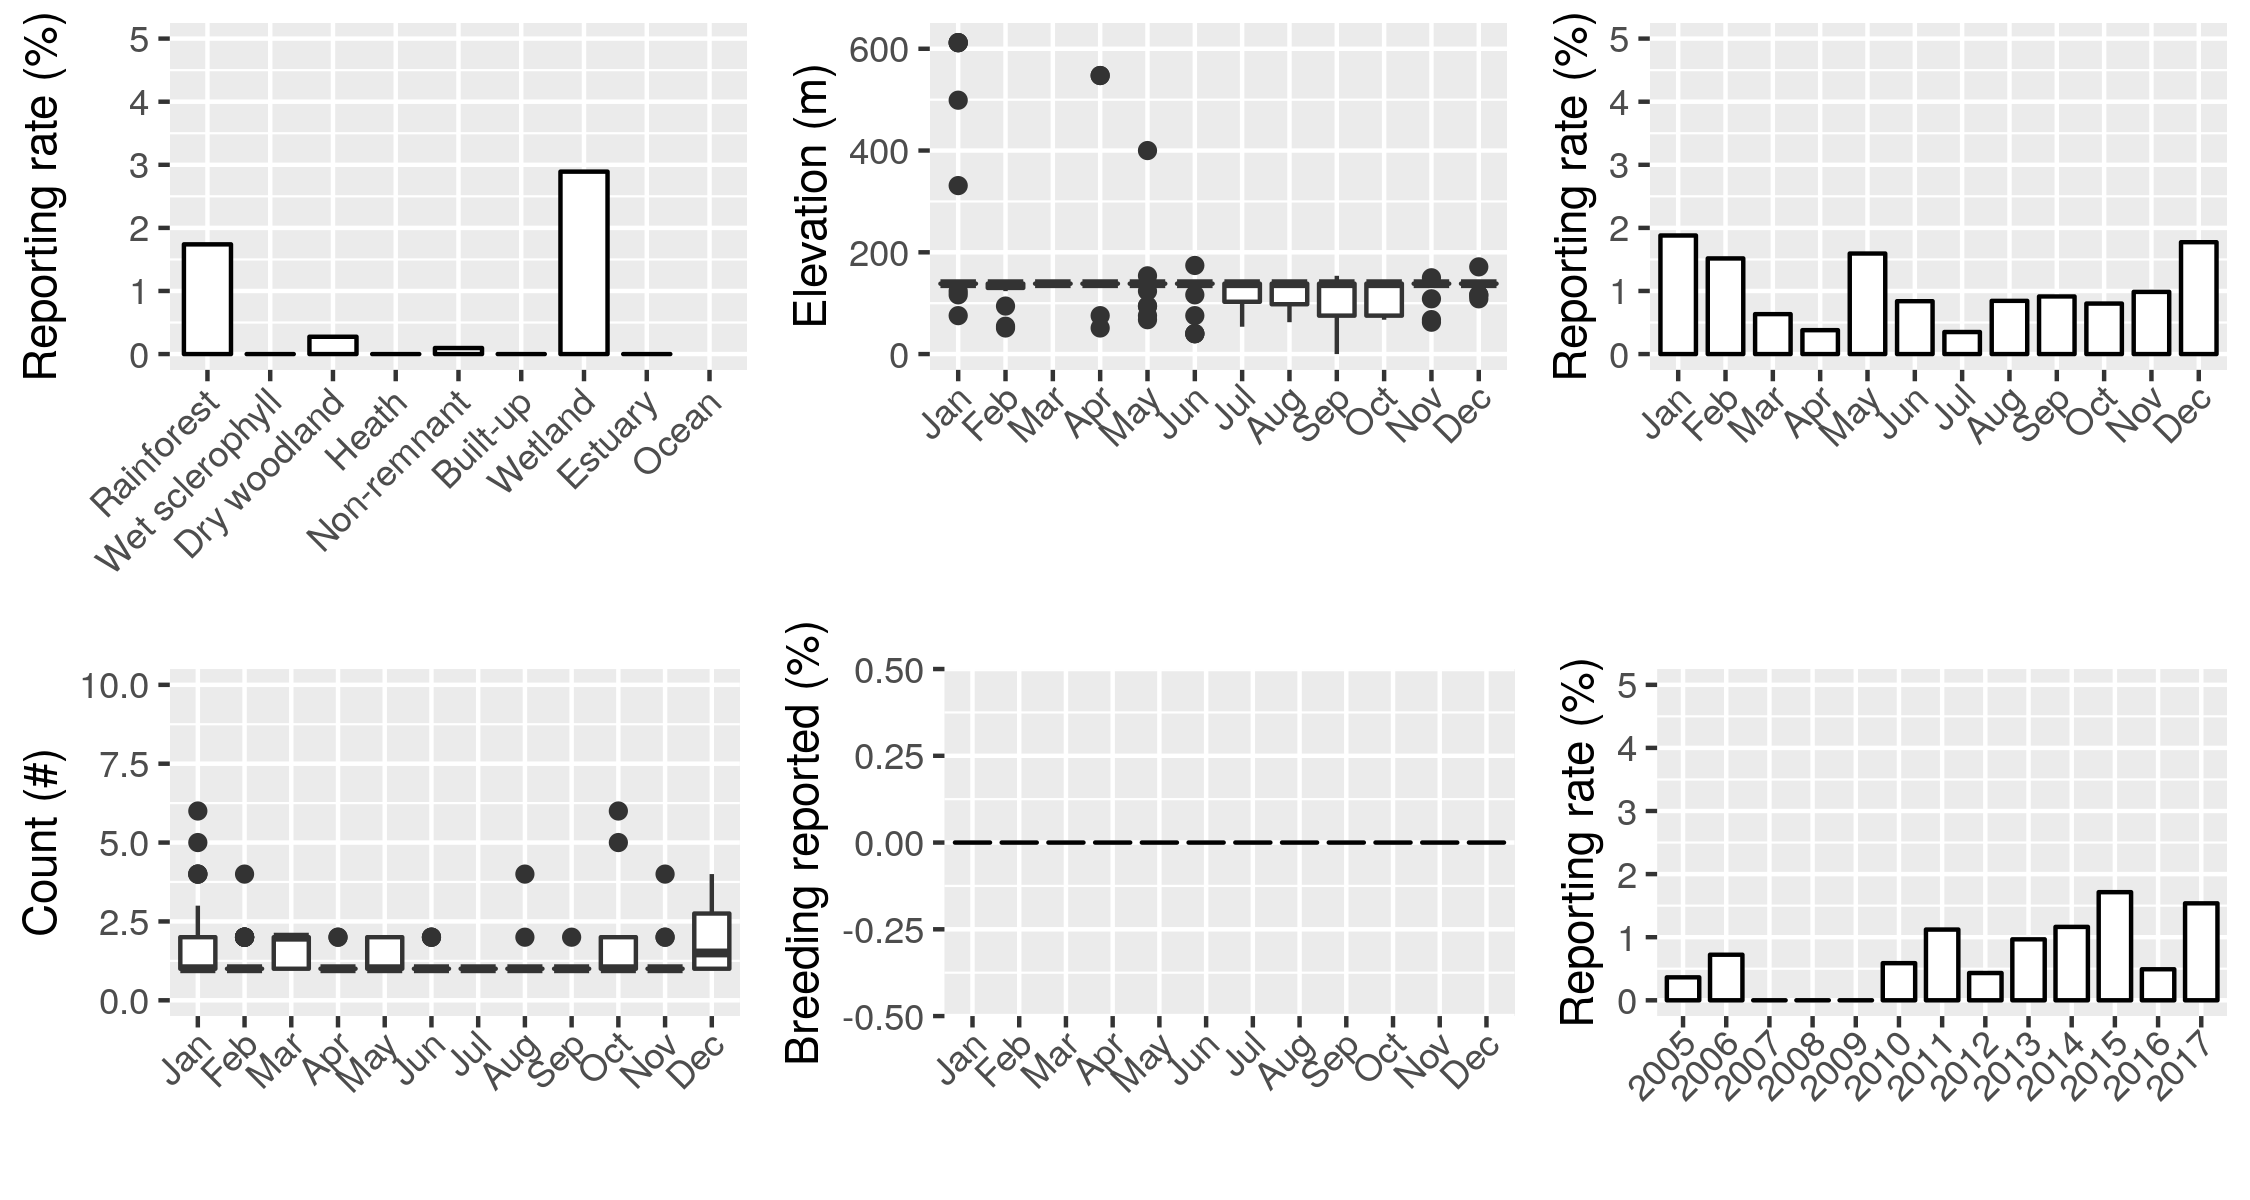 Reporting rate (%)
5
4
3
2
1
0
Rainforest
Wet sclerophyll
Dry woodland
Heath
Non-remnant
Built-up
Wetland
Estuary
Ocean
Elevation (m)
600
400
200
0
Jan
Feb
Mar
Apr
May
Jun
Jul
Aug
Sep
Oct
Nov
Dec
Reporting rate (%)
5
4
3
2
1
0
Jan
Feb
Mar
Apr
May
Jun
Jul
Aug
Sep
Oct
Nov
Dec
Count (#)
10.0
7.5
5.0
2.5
0.0
Jan
Feb
Mar
Apr
May
Jun
Jul
Aug
Sep
Oct
Nov
Dec
Breeding reported (%)
0.50
0.25
0.00
-0.25
-0.50
Jan
Feb
Mar
Apr
May
Jun
Jul
Aug
Sep
Oct
Nov
Dec
Reporting rate (%)
5
4
3
2
1
0
2005
2006
2007
2008
2009
2010
2011
2012
2013
2014
2015
2016
2017